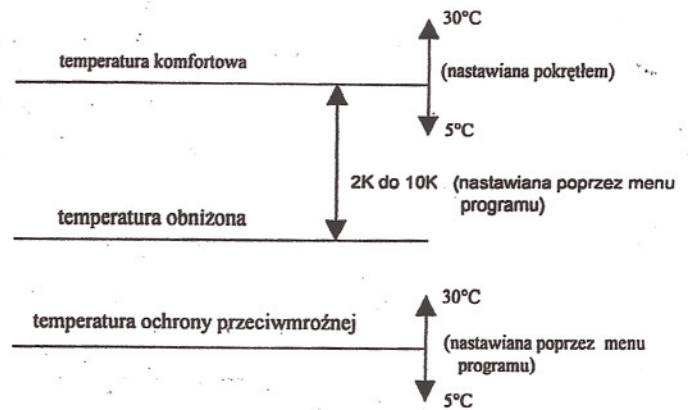 30°C
temperatura komfortowa
(nastawiana pokrętłem)
5°C
2K do 10K (nastawiana poprzez menu
programu)
temperatura obniżona
30°C
temperatura ochrony przeciwmroźnej
(nastawiana poprzez menu
programu)
5°C